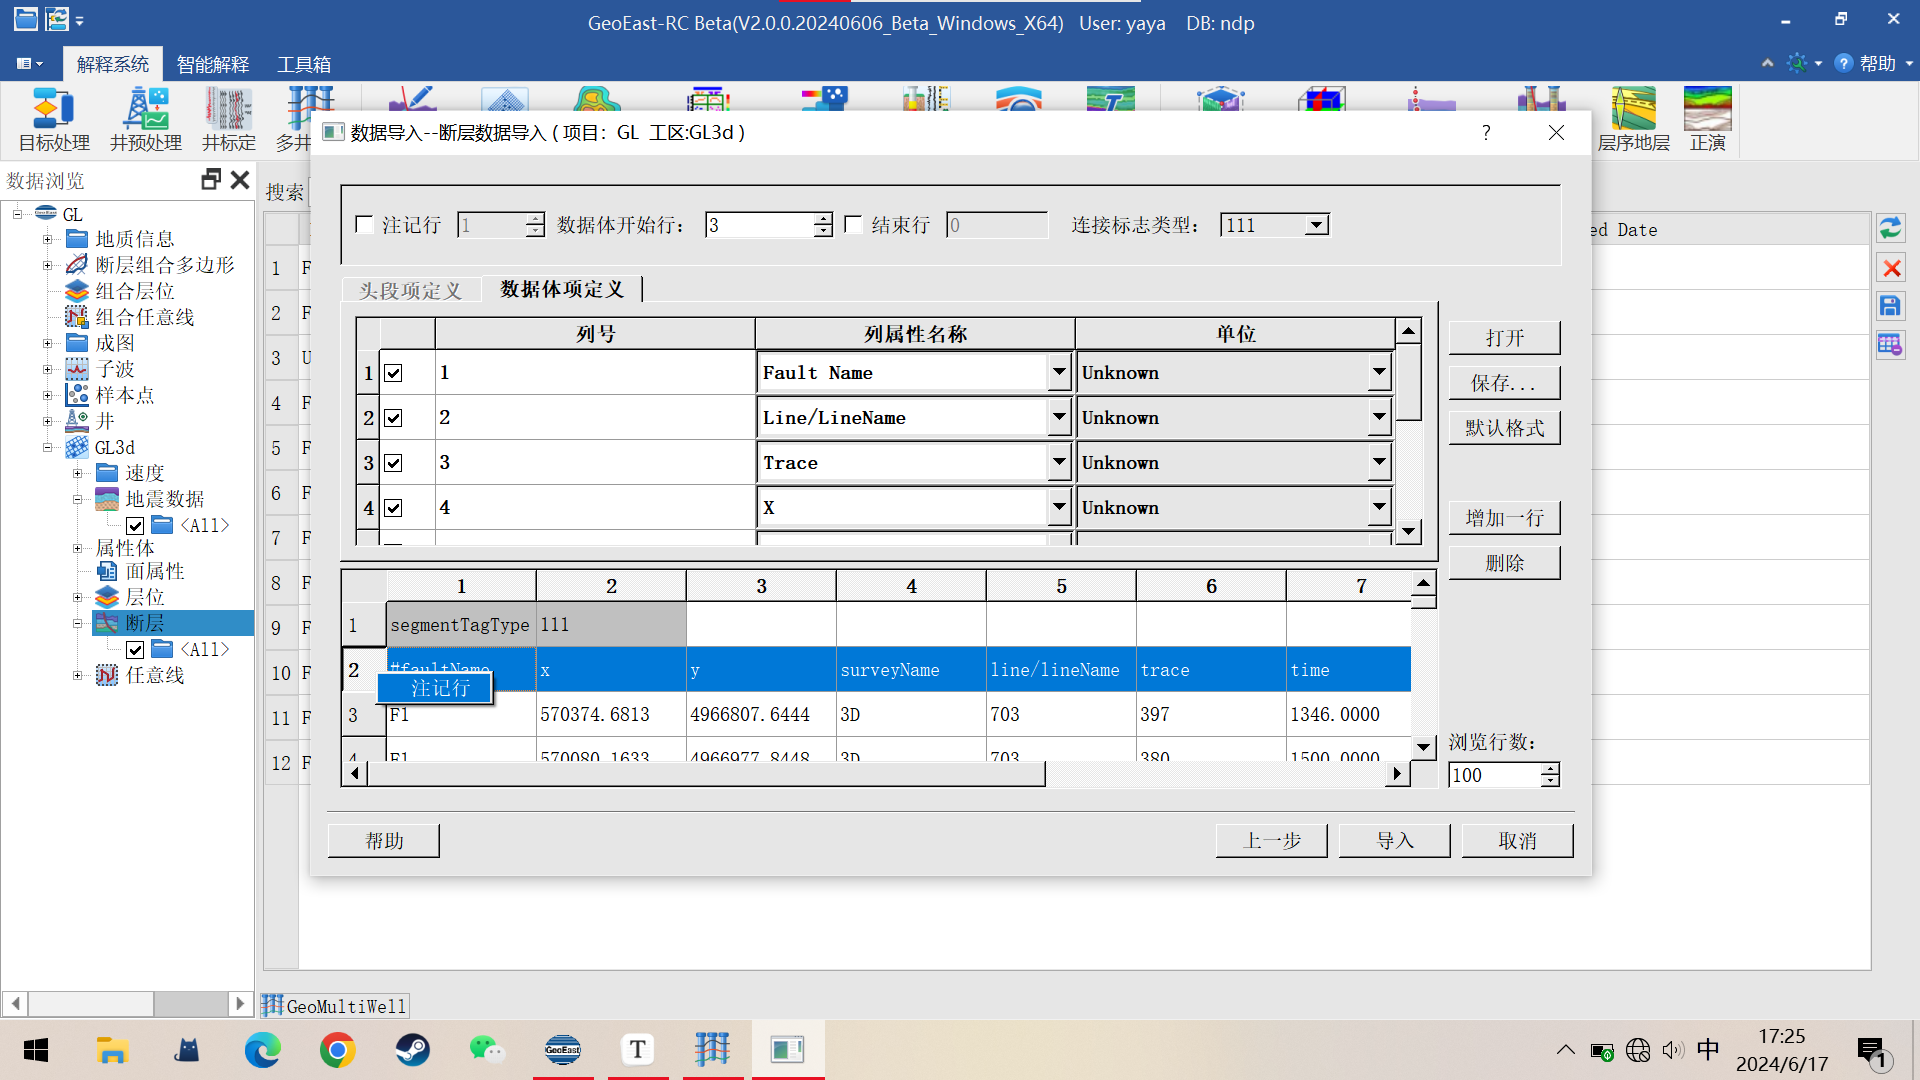 GeoEast-RC Beta(V2.0.0.20240606_Beta_Windows_X64)   User: yaya    DB: ndp
解释系统 智能解释 工具箱 帮助
目标处理 井预处理 井标定 多井 层序地层 正演
数据导入--断层数据导入 ( 项目：GL 工区:GL3d )
数据浏览
搜索
GL
地质信息
断层组合多边形
组合层位
组合任意线
成图
子波
样本点
井
GL3d
速度
地震数据
<All>
属性体
面属性
层位
断层
<All>
任意线
ed Date
1 F
2 F
3 U
4 F
5 F
6 F
7 F
8 F
9 F
10 F
11 F
12 F
注记行 1 数据体开始行： 3 结束行 0 连接标志类型： 111
头段项定义 数据体项定义
列号 列属性名称 单位
1 1 Fault Name Unknown
2 2 Line/LineName Unknown
3 3 Trace Unknown
4 4 X Unknown
打开
保存...
默认格式
增加一行
删除
1 2 3 4 5 6 7
1 segmentTagType 111
2 #faultName x y surveyName line/lineName trace time
注记行
3 F1 570374.6813 4966807.6444 3D 703 397 1346.0000
4 F1 570080.1633 4966977.8448 3D 703 380 1500.0000
浏览行数：
100
帮助 上一步 导入 取消
GeoMultiWell
GeoEast
T
中
17:25
2024/6/17
1